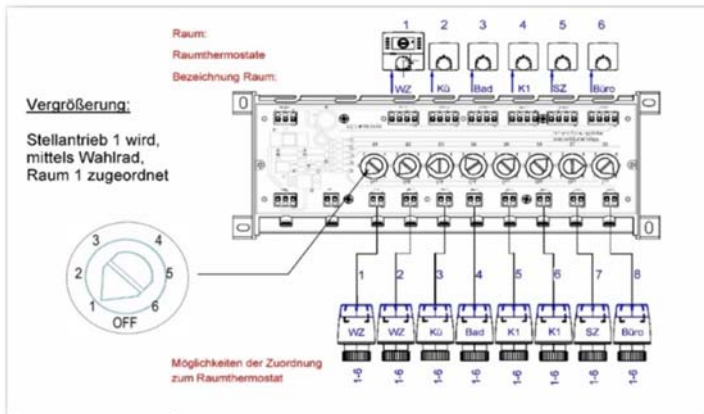 Raum:
1 2 3 4 5 6
Raumthermostate
Bezeichnung Raum:
WZ Kü Bad K1 SZ Büro
Vergrößerung:
Stellantrieb 1 wird,
mittels Wahlrad,
Raum 1 zugeordnet
3 4
2 5
1 6
OFF
1 2 3 4 5 6 7 8
WZ WZ Kü Bad K1 K1 SZ Büro
Möglichkeiten der Zuordnung
zum Raumthermostat
1-6 1-6 1-6 1-6 1-6 1-6 1-6 1-6